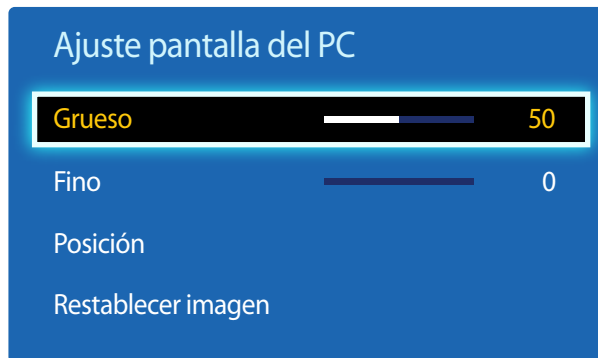 Ajuste pantalla del PC
Grueso 50
Fino 0
Posición
Restablecer imagen